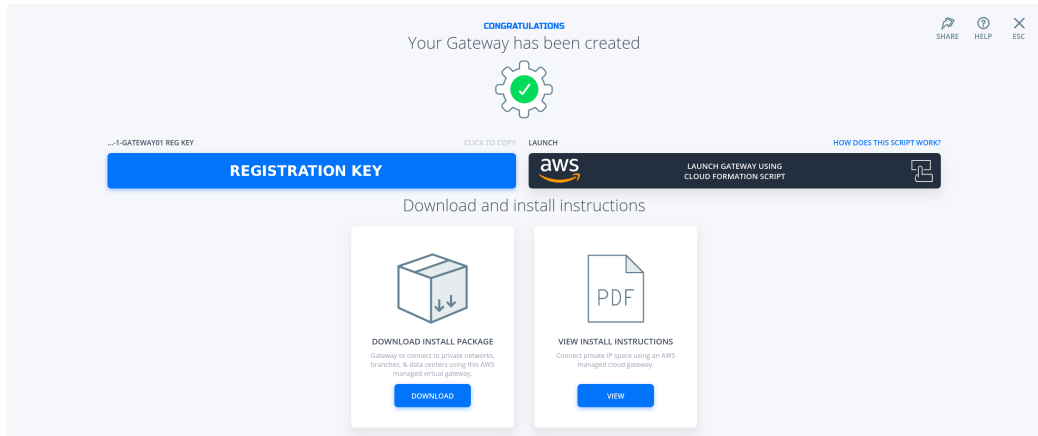 CONGRATULATIONS
Your Gateway has been created
SHARE
HELP
ESC
...-1-GATEWAY01 REG KEY
CLICK TO COPY
REGISTRATION KEY
LAUNCH
HOW DOES THIS SCRIPT WORK?
aws
LAUNCH GATEWAY USING
CLOUD FORMATION SCRIPT
Download and install instructions
DOWNLOAD INSTALL PACKAGE
Gateway to connect to private networks,
branches, & data centers using this AWS
managed virtual gateway.
DOWNLOAD
PDF
VIEW INSTALL INSTRUCTIONS
Connect private IP space using an AWS
managed cloud gateway.
VIEW